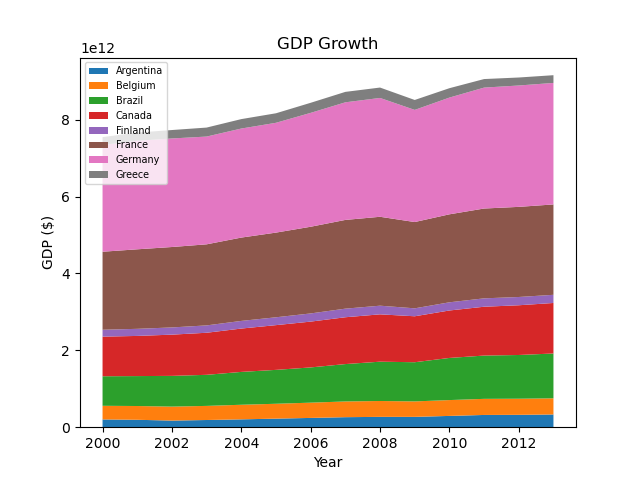 GDP Growth
1e12
Argentina
Belgium
Brazil
Canada
Finland
France
Germany
Greece
8
6
4
2
0
GDP ($)
2000 2002 2004 2006 2008 2010 2012
Year